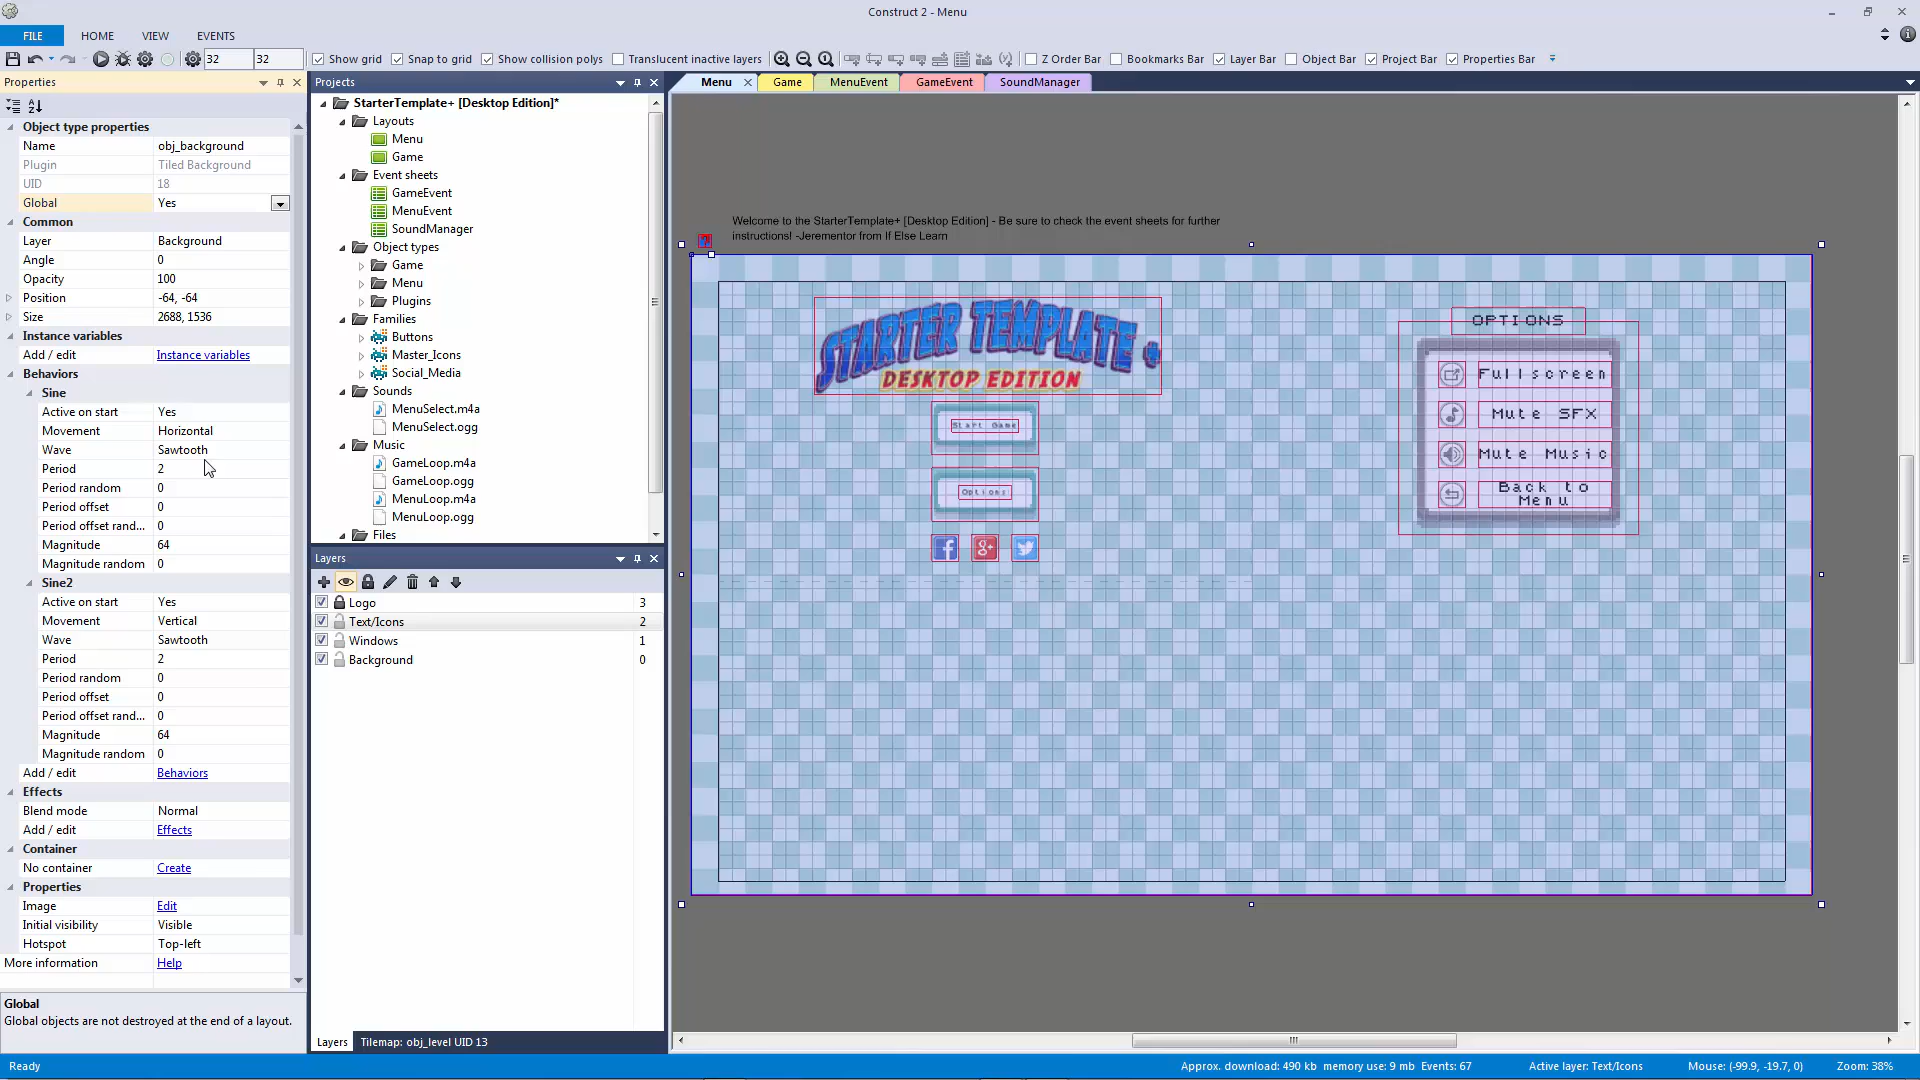 Construct 2 - Menu
FILE HOME VIEW EVENTS
32 32 Show grid Snap to grid Show collision polys Translucent inactive layers Z Order Bar Bookmarks Bar Layer Bar Object Bar Project Bar Properties Bar
Properties
Object type properties
Name obj_background
Plugin Tiled Background
UID 18
Global Yes
Common
Layer Background
Angle 0
Opacity 100
Position -64, -64
Size 2688, 1536
Instance variables
Add / edit Instance variables
Behaviors
Sine
Active on start Yes
Movement Horizontal
Wave Sawtooth
Period 2
Period random 0
Period offset 0
Period offset rand... 0
Magnitude 64
Magnitude random 0
Sine2
Active on start Yes
Movement Vertical
Wave Sawtooth
Period 2
Period random 0
Period offset 0
Period offset rand... 0
Magnitude 64
Magnitude random 0
Add / edit Behaviors
Effects
Blend mode Normal
Add / edit Effects
Container
No container Create
Properties
Image Edit
Initial visibility Visible
Hotspot Top-left
More information Help
Global
Global objects are not destroyed at the end of a layout.
Projects
StarterTemplate+ [Desktop Edition]*
Layouts
Menu
Game
Event sheets
GameEvent
MenuEvent
SoundManager
Object types
Game
Menu
Plugins
Families
Buttons
Master_Icons
Social_Media
Sounds
MenuSelect.m4a
MenuSelect.ogg
Music
GameLoop.m4a
GameLoop.ogg
MenuLoop.m4a
MenuLoop.ogg
Files
Layers
Logo 3
Text/Icons 2
Windows 1
Background 0
Layers Tilemap: obj_level UID 13
Menu Game MenuEvent GameEvent SoundManager
Welcome to the StarterTemplate+ [Desktop Edition] - Be sure to check the event sheets for further
instructions! -Jerementor from If Else Learn
STARTER TEMPLATE +
DESKTOP EDITION
Start Game
Options
f g+
OPTIONS
Fullscreen
Mute SFX
Mute Music
Back to
Menu
Ready Approx. download: 490 kb memory use: 9 mb Events: 67 Active layer: Text/Icons Mouse: (-99.9, -19.7, 0) Zoom: 38%